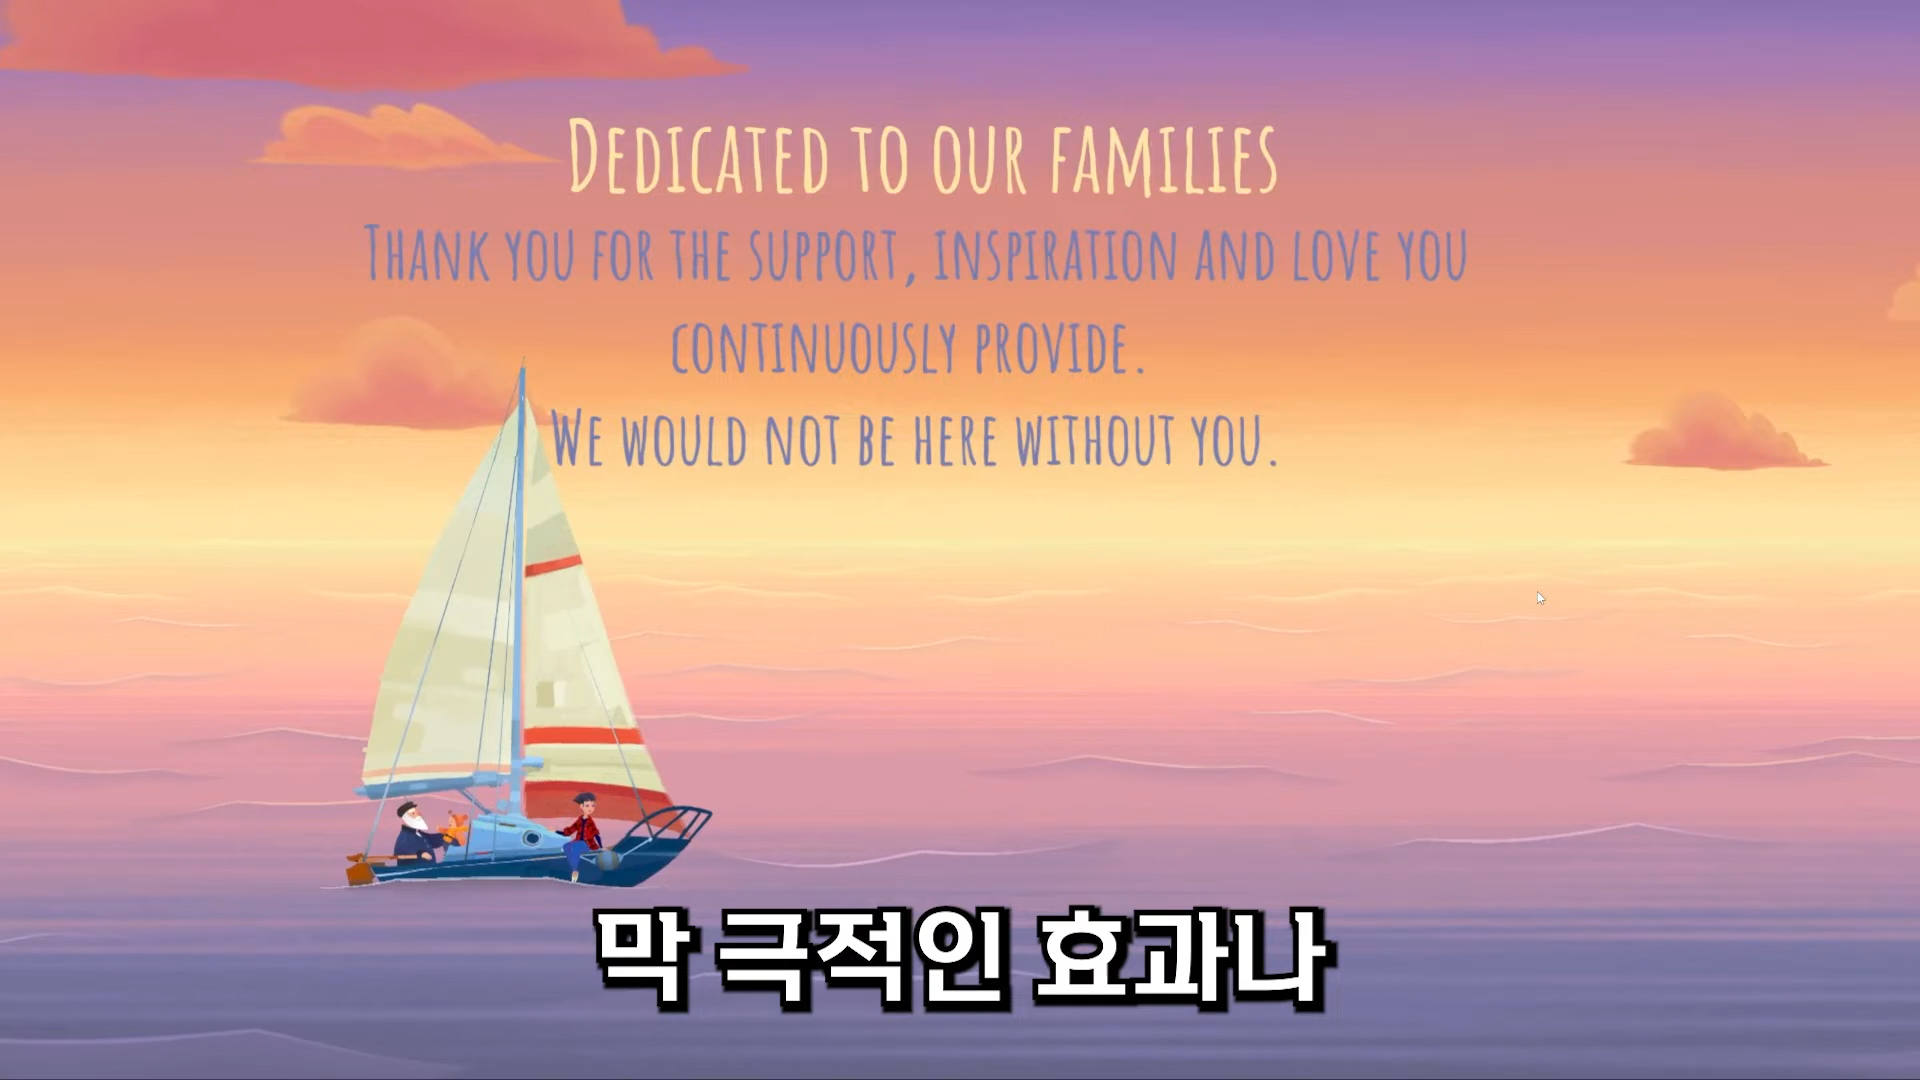 DEDICATED TO OUR FAMILIES
THANK YOU FOR THE SUPPORT, INSPIRATION AND LOVE YOU
CONTINUOUSLY PROVIDE.
WE WOULD NOT BE HERE WITHOUT YOU.
막 극적인 효과나